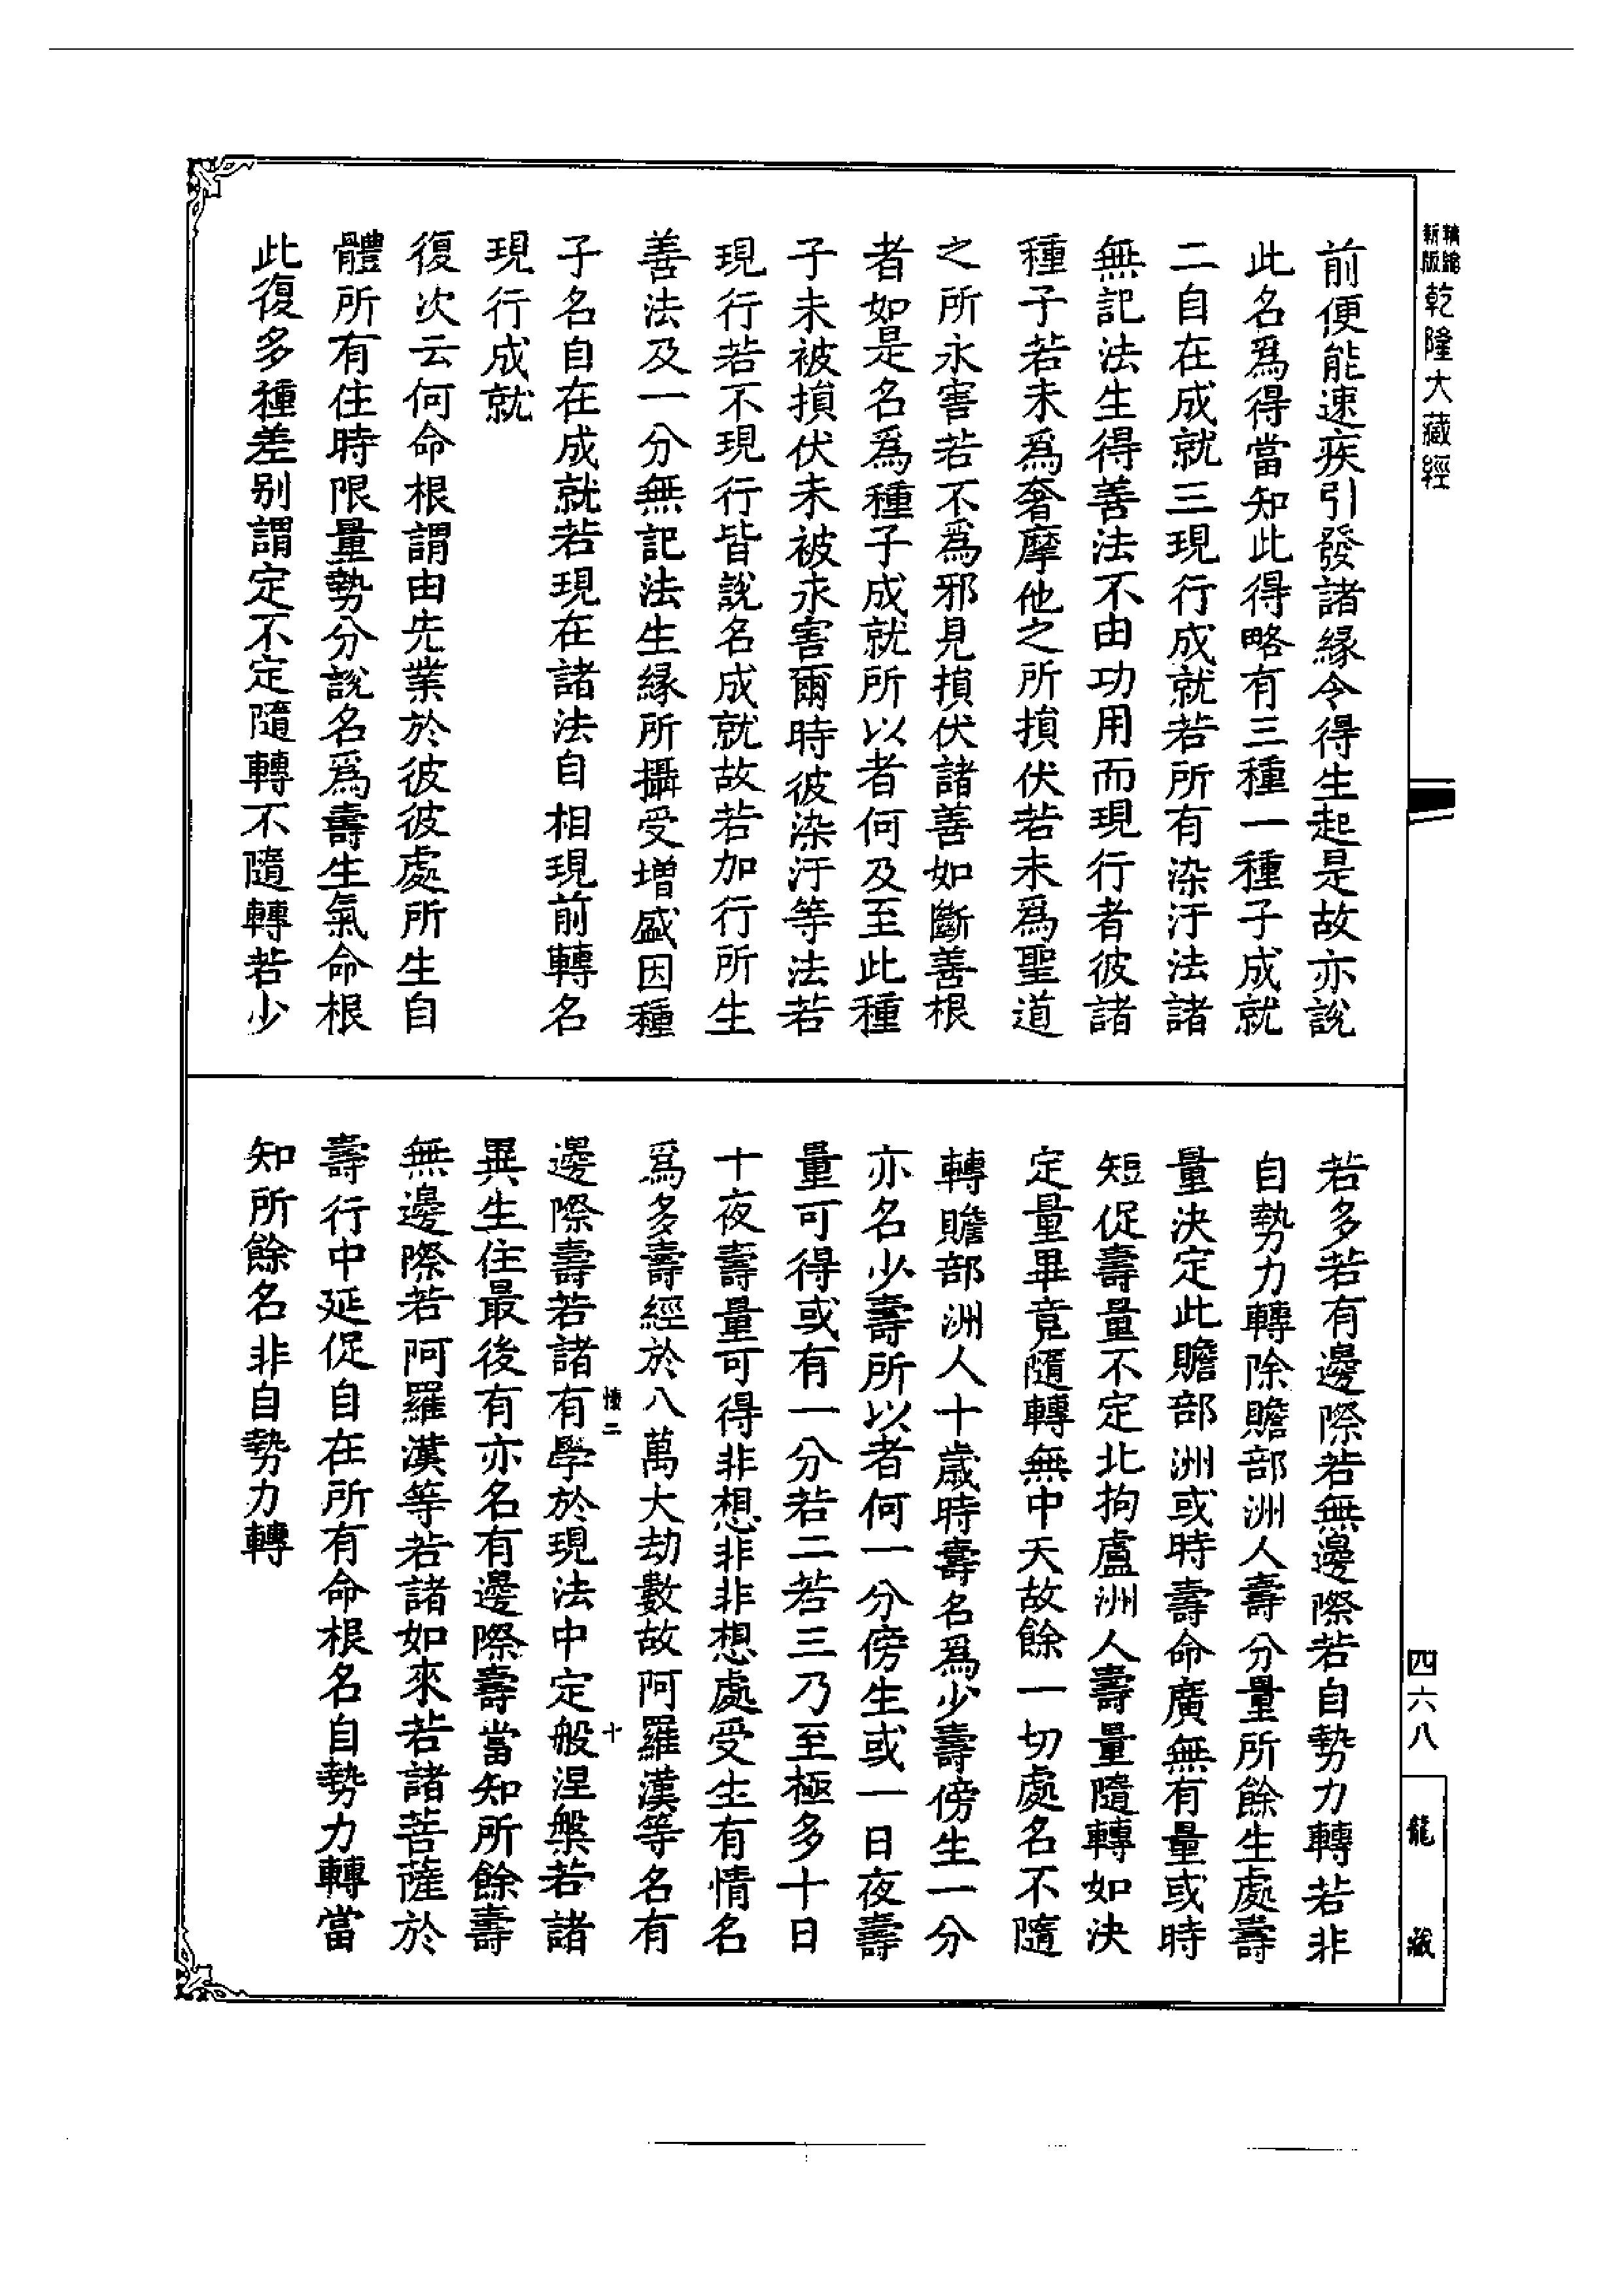 新版
乾隆大藏經
前便能速疾引發諸緣令得生起是故亦說
此名爲得當知此得略有三種一種子成就
二自在成就三現行成就若所有染汙法諸
無記法生得善法不由功用而現行者彼諸
種子若未爲奢摩他之所損伏若未爲聖道
之所永害若不爲邪見損伏諸善如斷善根
者如是名爲種子成就所以者何及至此種
子未被損伏未被永害爾時彼染汙等法若
現行若不現行皆說名成就故若加行所生
善法及一分無記法生緣所攝受增盛因種
子名自在成就若現在諸法自相現前轉名
現行成就
復次云何命根謂由先業於彼彼處所生自
體所有住時限量勢分說名爲壽生氣命根
此復多種差別謂定不定隨轉不隨轉若少
若多若有邊際若無邊際若自勢力轉若非
自勢力轉除贍部洲人壽分量所餘生處壽
量決定此贍部洲或時壽命廣無有量或時
短促壽量不定北拘盧洲人壽量隨轉如決
定量畢竟隨轉無中夭故餘一切處名不隨
轉贍部洲人十歲時壽名爲少壽傍生一分
亦名少壽所以者何一分傍生或一日夜壽
量可得或有一分若二若三乃至極多十日
十夜壽量可得非想非非想處受生有情名
爲多壽經於八萬大劫數故阿羅漢等名有
邊際壽若諸有學於現法中定般涅槃若諸
異生住最後有亦名有邊際壽當知所餘壽
無邊際若阿羅漢等若諸如來若諸菩薩於
壽行中延促自在所有命根名自勢力轉當
知所餘名非自勢力轉
十
四六八
龍藏